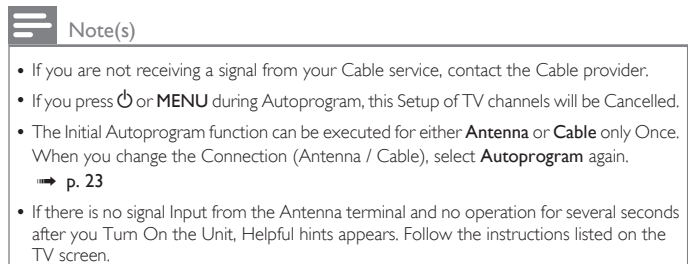 Note(s)
• If you are not receiving a signal from your Cable service, contact the Cable provider.
• If you press ⏻ or MENU during Autoprogram, this Setup of TV channels will be Cancelled.
• The Initial Autoprogram function can be executed for either Antenna or Cable only Once.
When you change the Connection (Antenna / Cable), select Autoprogram again.
➟ p. 23
• If there is no signal Input from the Antenna terminal and no operation for several seconds
after you Turn On the Unit, Helpful hints appears. Follow the instructions listed on the
TV screen.